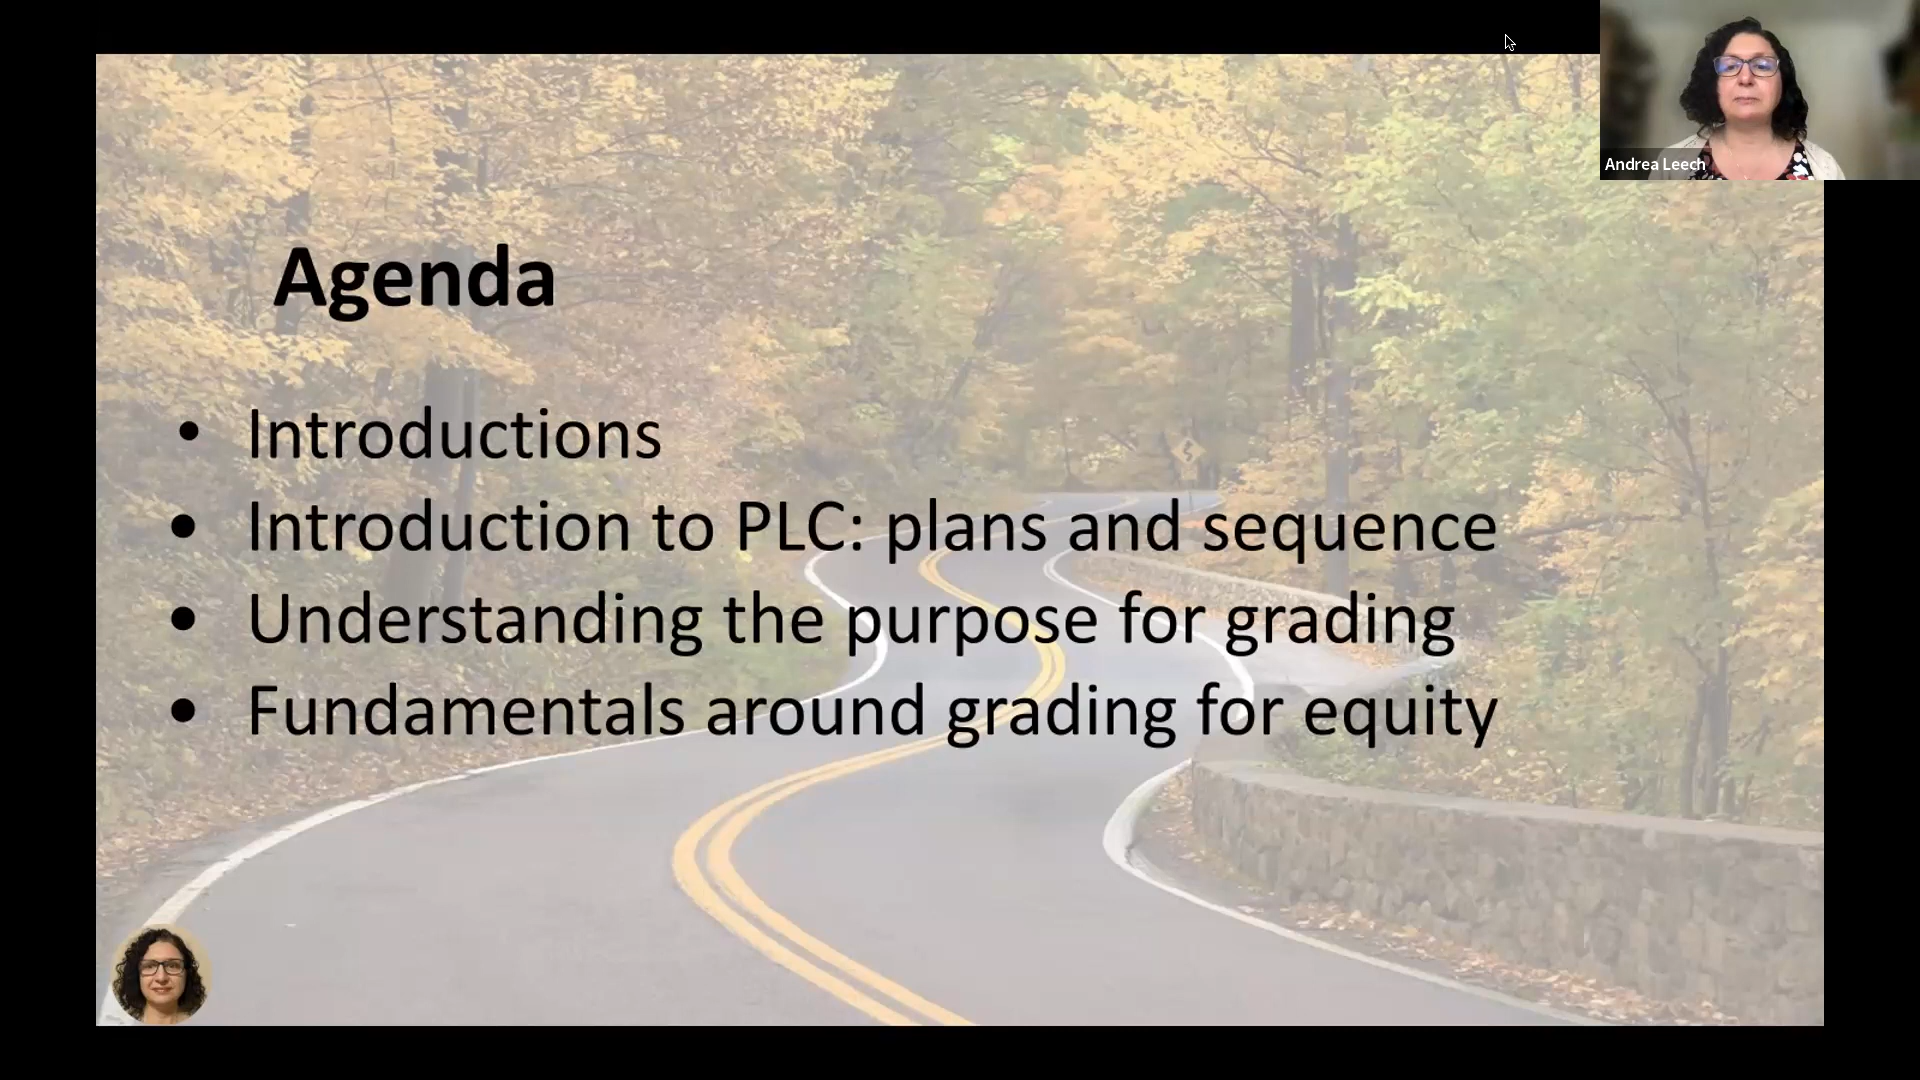 Andrea Leech
Agenda
• Introductions
• Introduction to PLC: plans and sequence
• Understanding the purpose for grading
• Fundamentals around grading for equity